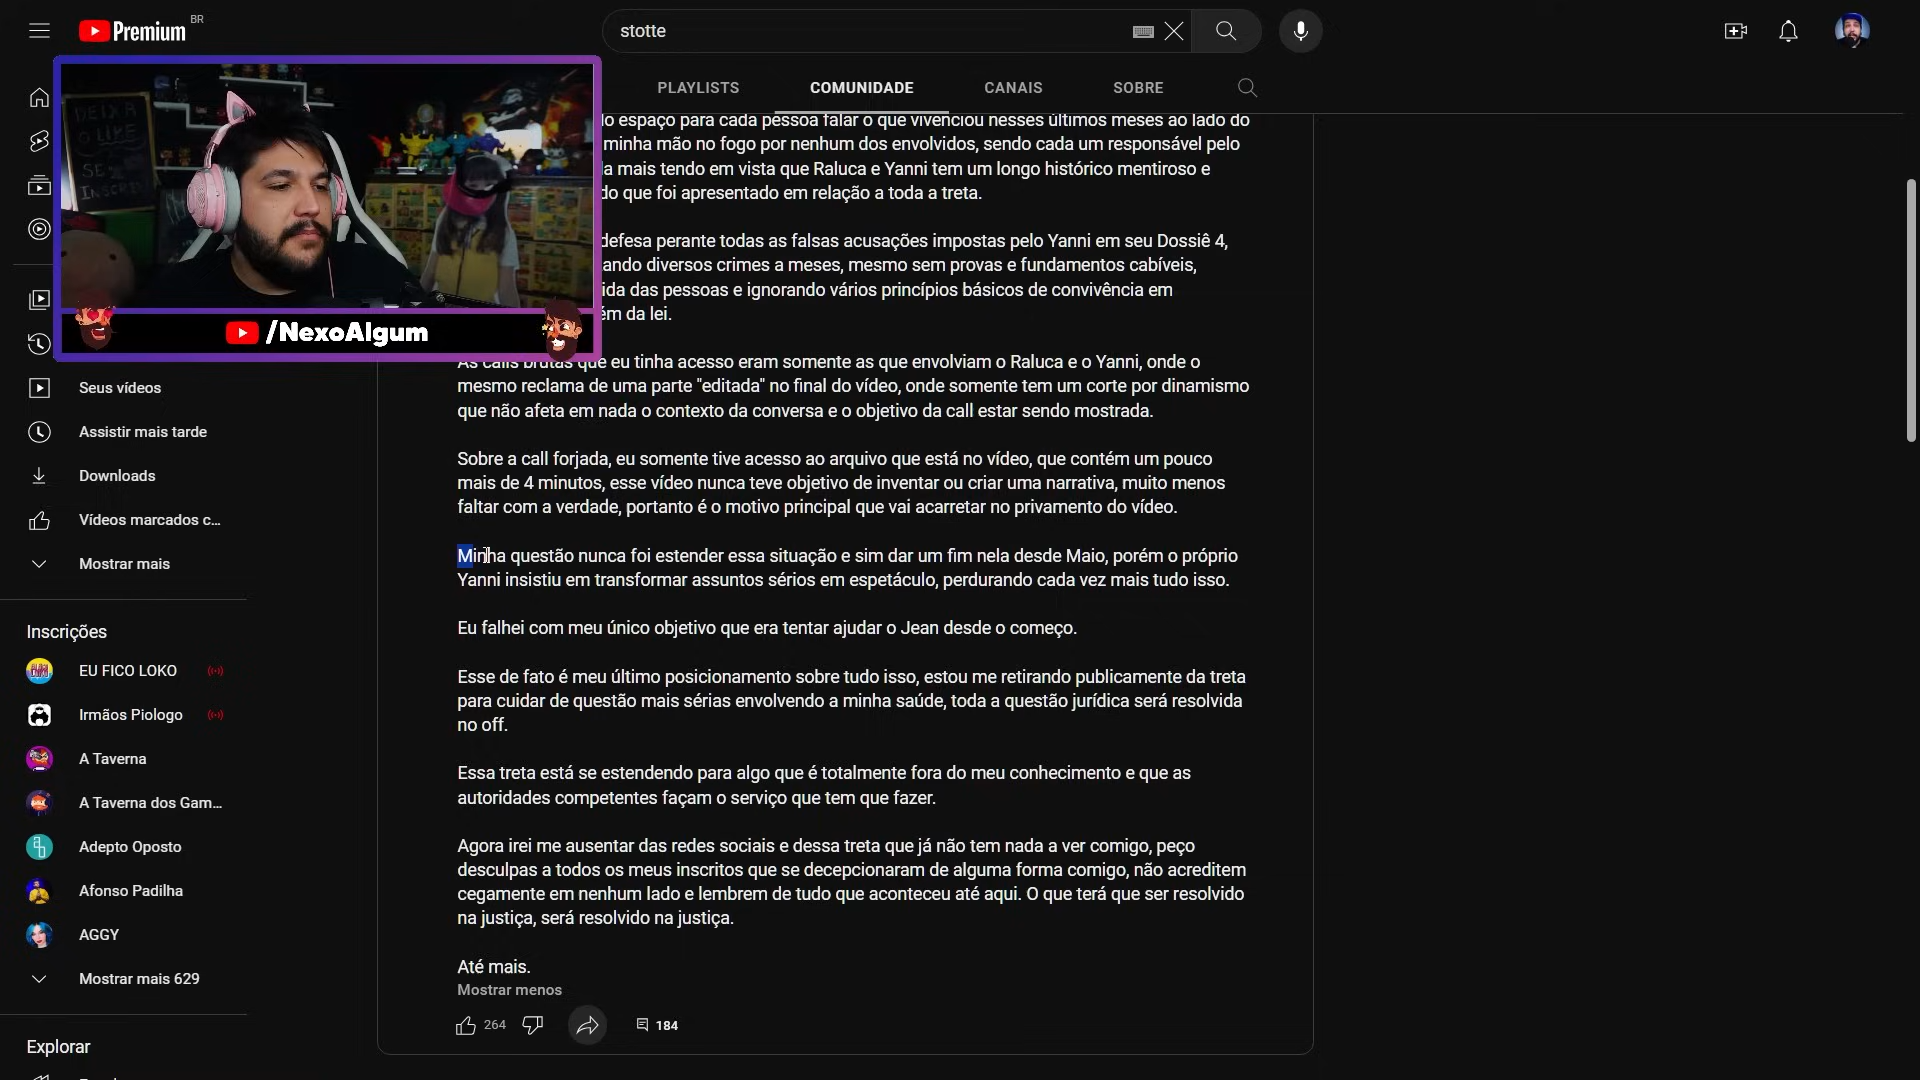 Premium
BR
stotte
PLAYLISTS
COMUNIDADE
CANAIS
SOBRE
DEIXA
O LIKE
SE
INSCREVE
/NexoAlgum
lo espaço para cada pessoa falar o que vivenciou nesses últimos meses ao lado do
minha mão no fogo por nenhum dos envolvidos, sendo cada um responsável pelo
a mais tendo em vista que Raluca e Yanni tem um longo histórico mentiroso e
do que foi apresentado em relação a toda a treta.
defesa perante todas as falsas acusações impostas pelo Yanni em seu Dossiê 4,
ando diversos crimes a meses, mesmo sem provas e fundamentos cabíveis,
ida das pessoas e ignorando vários princípios básicos de convivência em
ém da lei.
As calls brutas que eu tinha acesso eram somente as que envolviam o Raluca e o Yanni, onde o
mesmo reclama de uma parte "editada" no final do vídeo, onde somente tem um corte por dinamismo
que não afeta em nada o contexto da conversa e o objetivo da call estar sendo mostrada.
Sobre a call forjada, eu somente tive acesso ao arquivo que está no vídeo, que contém um pouco
mais de 4 minutos, esse vídeo nunca teve objetivo de inventar ou criar uma narrativa, muito menos
faltar com a verdade, portanto é o motivo principal que vai acarretar no privamento do vídeo.
Minha questão nunca foi estender essa situação e sim dar um fim nela desde Maio, porém o próprio
Yanni insistiu em transformar assuntos sérios em espetáculo, perdurando cada vez mais tudo isso.
Eu falhei com meu único objetivo que era tentar ajudar o Jean desde o começo.
Esse de fato é meu último posicionamento sobre tudo isso, estou me retirando publicamente da treta
para cuidar de questão mais sérias envolvendo a minha saúde, toda a questão jurídica será resolvida
no off.
Essa treta está se estendendo para algo que é totalmente fora do meu conhecimento e que as
autoridades competentes façam o serviço que tem que fazer.
Agora irei me ausentar das redes sociais e dessa treta que já não tem nada a ver comigo, peço
desculpas a todos os meus inscritos que se decepcionaram de alguma forma comigo, não acreditem
cegamente em nenhum lado e lembrem de tudo que aconteceu até aqui. O que terá que ser resolvido
na justiça, será resolvido na justiça.
Até mais.
Mostrar menos
264
184
Seus vídeos
Assistir mais tarde
Downloads
Vídeos marcados c...
Mostrar mais
Inscrições
EU FICO LOKO
Irmãos Piologo
A Taverna
A Taverna dos Gam...
Adepto Oposto
Afonso Padilha
AGGY
Mostrar mais 629
Explorar